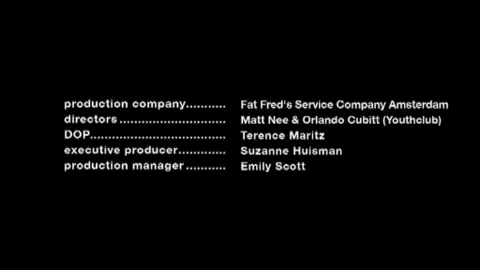 production company........... Fat Fred's Service Company Amsterdam
directors............................. Matt Nee & Orlando Cubitt (Youthclub)
DOP..................................... Terence Maritz
executive producer............. Suzanne Huisman
production manager........... Emily Scott